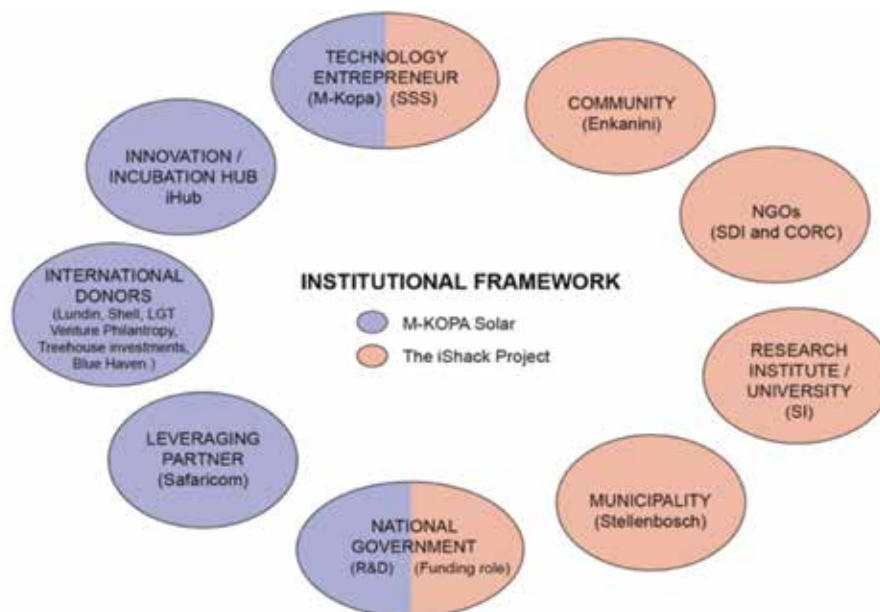 TECHNOLOGY
ENTREPRENEUR
(M-Kopa) (SSS)
COMMUNITY
(Enkanini)
INNOVATION /
INCUBATION HUB
iHub
NGOs
(SDI and CORC)
INTERNATIONAL
DONORS
(Lundin, Shell, LGT
Venture Philantropy,
Treehouse investments,
Blue Haven )
INSTITUTIONAL FRAMEWORK
M-KOPA Solar
The iShack Project
RESEARCH
INSTITUTE /
UNIVERSITY
(SI)
LEVERAGING
PARTNER
(Safaricom)
MUNICIPALITY
(Stellenbosch)
NATIONAL
GOVERNMENT
(R&D) (Funding role)